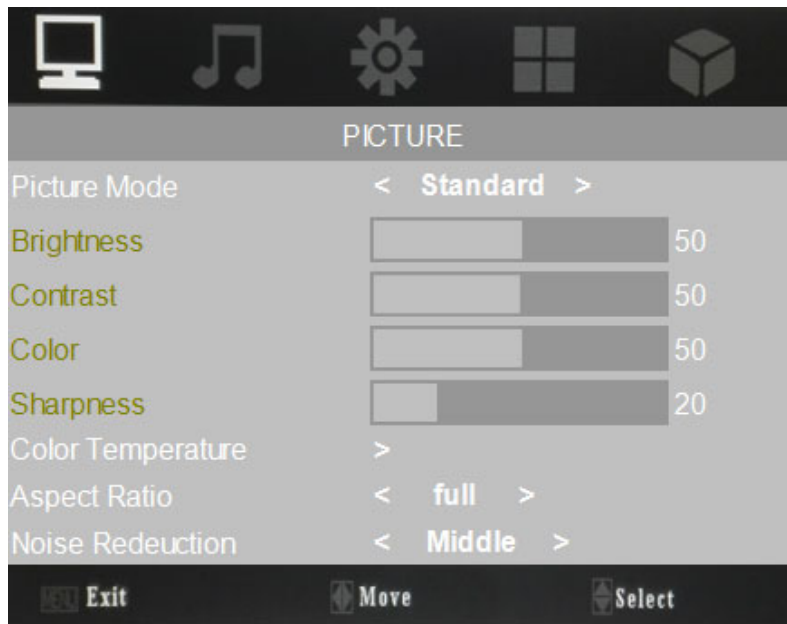 PICTURE
Picture Mode < Standard >
Brightness 50
Contrast 50
Color 50
Sharpness 20
Color Temperature >
Aspect Ratio < full >
Noise Redeuction < Middle >
MENU Exit Move Select